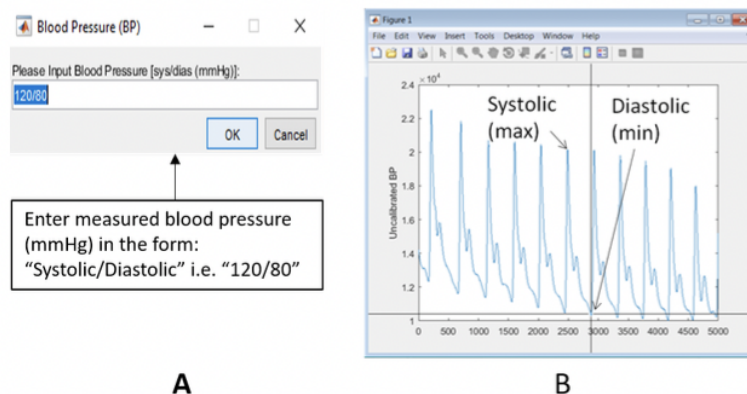 Blood Pressure (BP)
Please Input Blood Pressure [sys/dias (mmHg)]:
120/80
OK Cancel
Enter measured blood pressure
(mmHg) in the form:
“Systolic/Diastolic” i.e. “120/80”
A
Figure 1
File Edit View Insert Tools Desktop Window Help
×10⁴
2.4
2.2
2
1.8
1.6
1.4
1.2
1
Uncalibrated BP
Systolic
(max)
Diastolic
(min)
0 500 1000 1500 2000 2500 3000 3500 4000 4500 5000
B